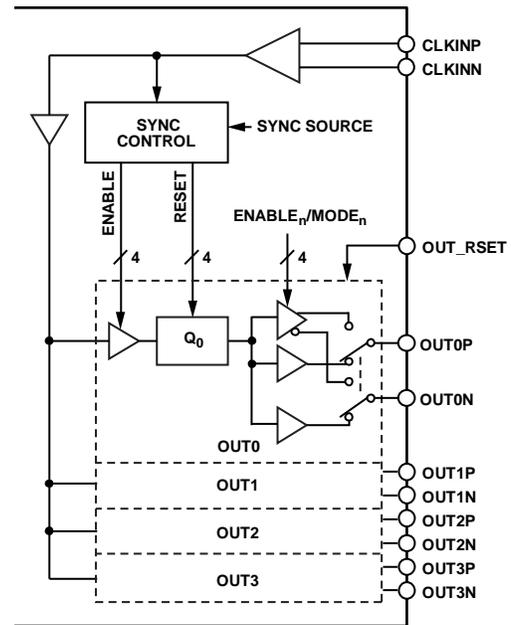 CLKINP
CLKINN
SYNC
CONTROL
SYNC SOURCE
ENABLE
RESET
ENABLEn/MODEn
4
4
4
OUT_RSET
Q0
OUT0P
OUT0N
OUT0
OUT1
OUT1P
OUT1N
OUT2
OUT2P
OUT2N
OUT3
OUT3P
OUT3N